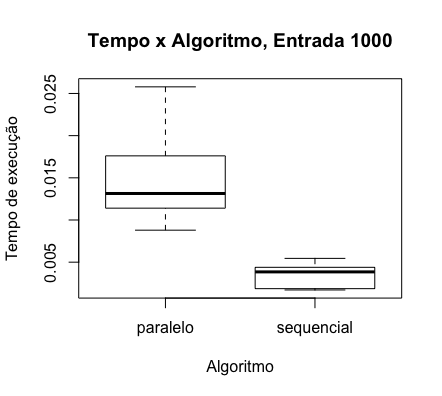 Tempo x Algoritmo, Entrada 1000
Tempo de execução
0.025
0.015
0.005
paralelo
sequencial
Algoritmo